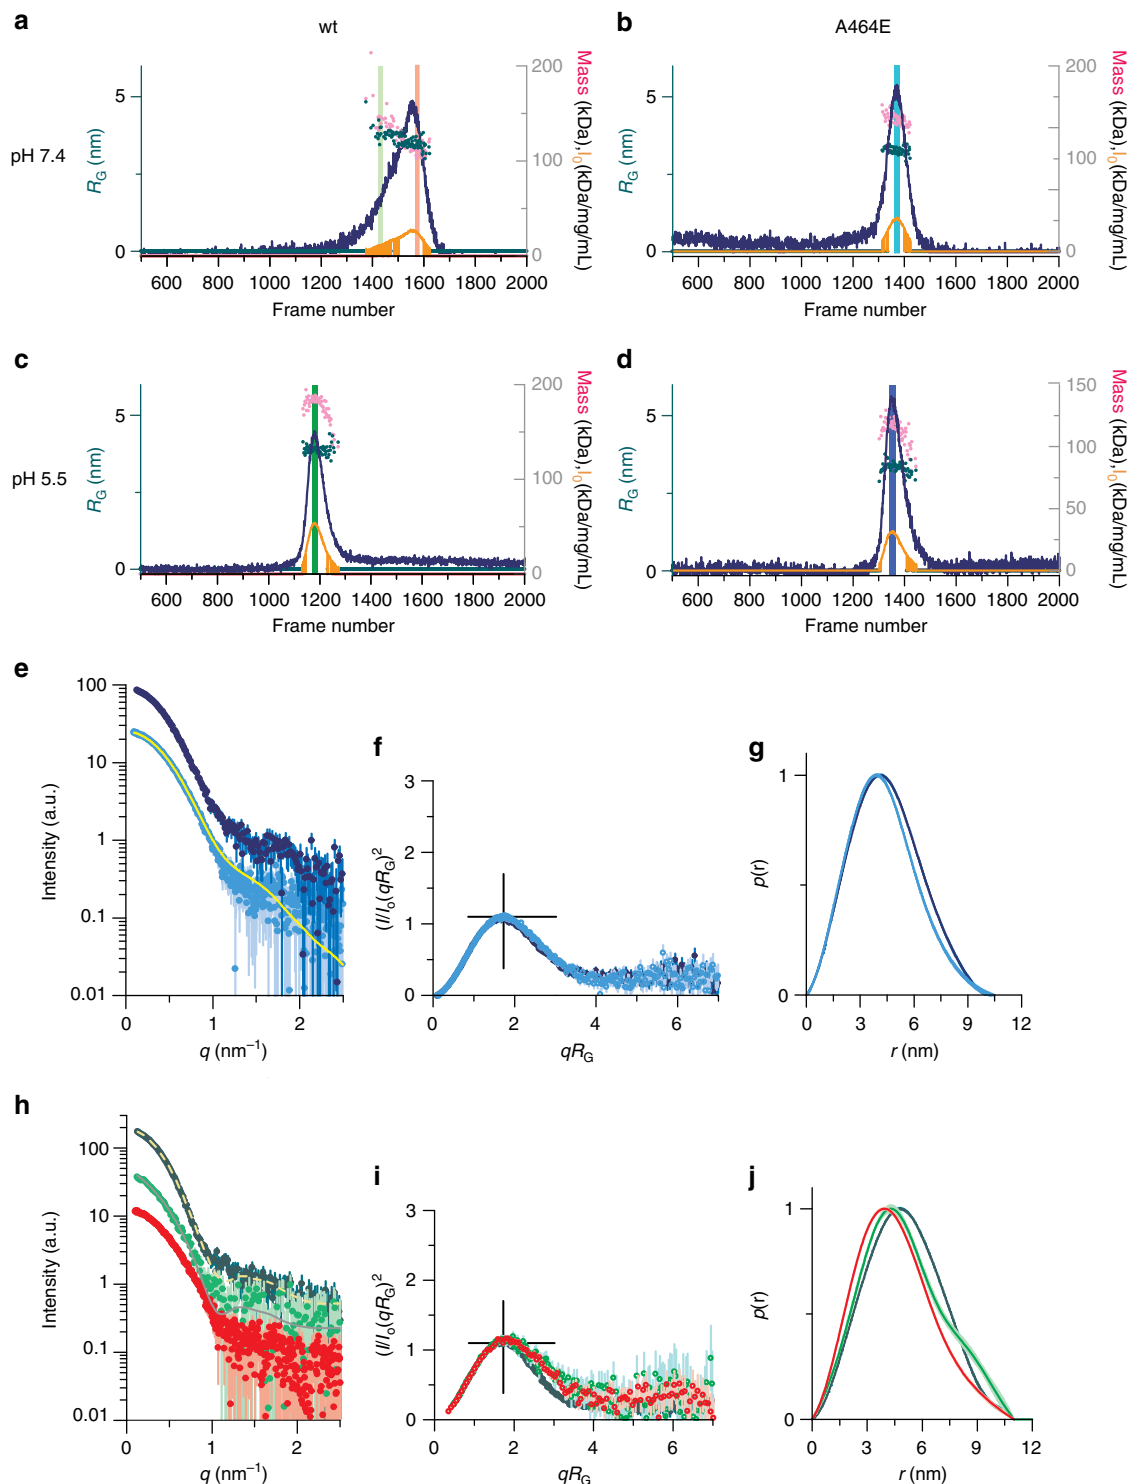 a
wt
b
A464E
pH 7.4
R_G (nm)
5
0
200
100
0
Mass (kDa), I_0 (kDa/mg/mL)
600 800 1000 1200 1400 1600 1800 2000
Frame number
R_G (nm)
5
0
200
100
0
Mass (kDa), I_0 (kDa/mg/mL)
600 800 1000 1200 1400 1600 1800 2000
Frame number
c
d
pH 5.5
R_G (nm)
5
0
200
100
0
Mass (kDa), I_0 (kDa/mg/mL)
600 800 1000 1200 1400 1600 1800 2000
Frame number
R_G (nm)
5
0
150
100
50
0
Mass (kDa), I_0 (kDa/mg/mL)
600 800 1000 1200 1400 1600 1800 2000
Frame number
e
Intensity (a.u.)
100
10
1
0.1
0.01
0 1 2
q (nm⁻¹)
f
(I/I_o(qR_G)²
3
2
1
0
0 2 4 6
qR_G
g
p(r)
1
0
0 3 6 9 12
r (nm)
h
Intensity (a.u.)
100
10
1
0.1
0.01
0 1 2
q (nm⁻¹)
i
(I/I_o(qR_G)²
3
2
1
0
0 2 4 6
qR_G
j
p(r)
1
0
0 3 6 9 12
r (nm)